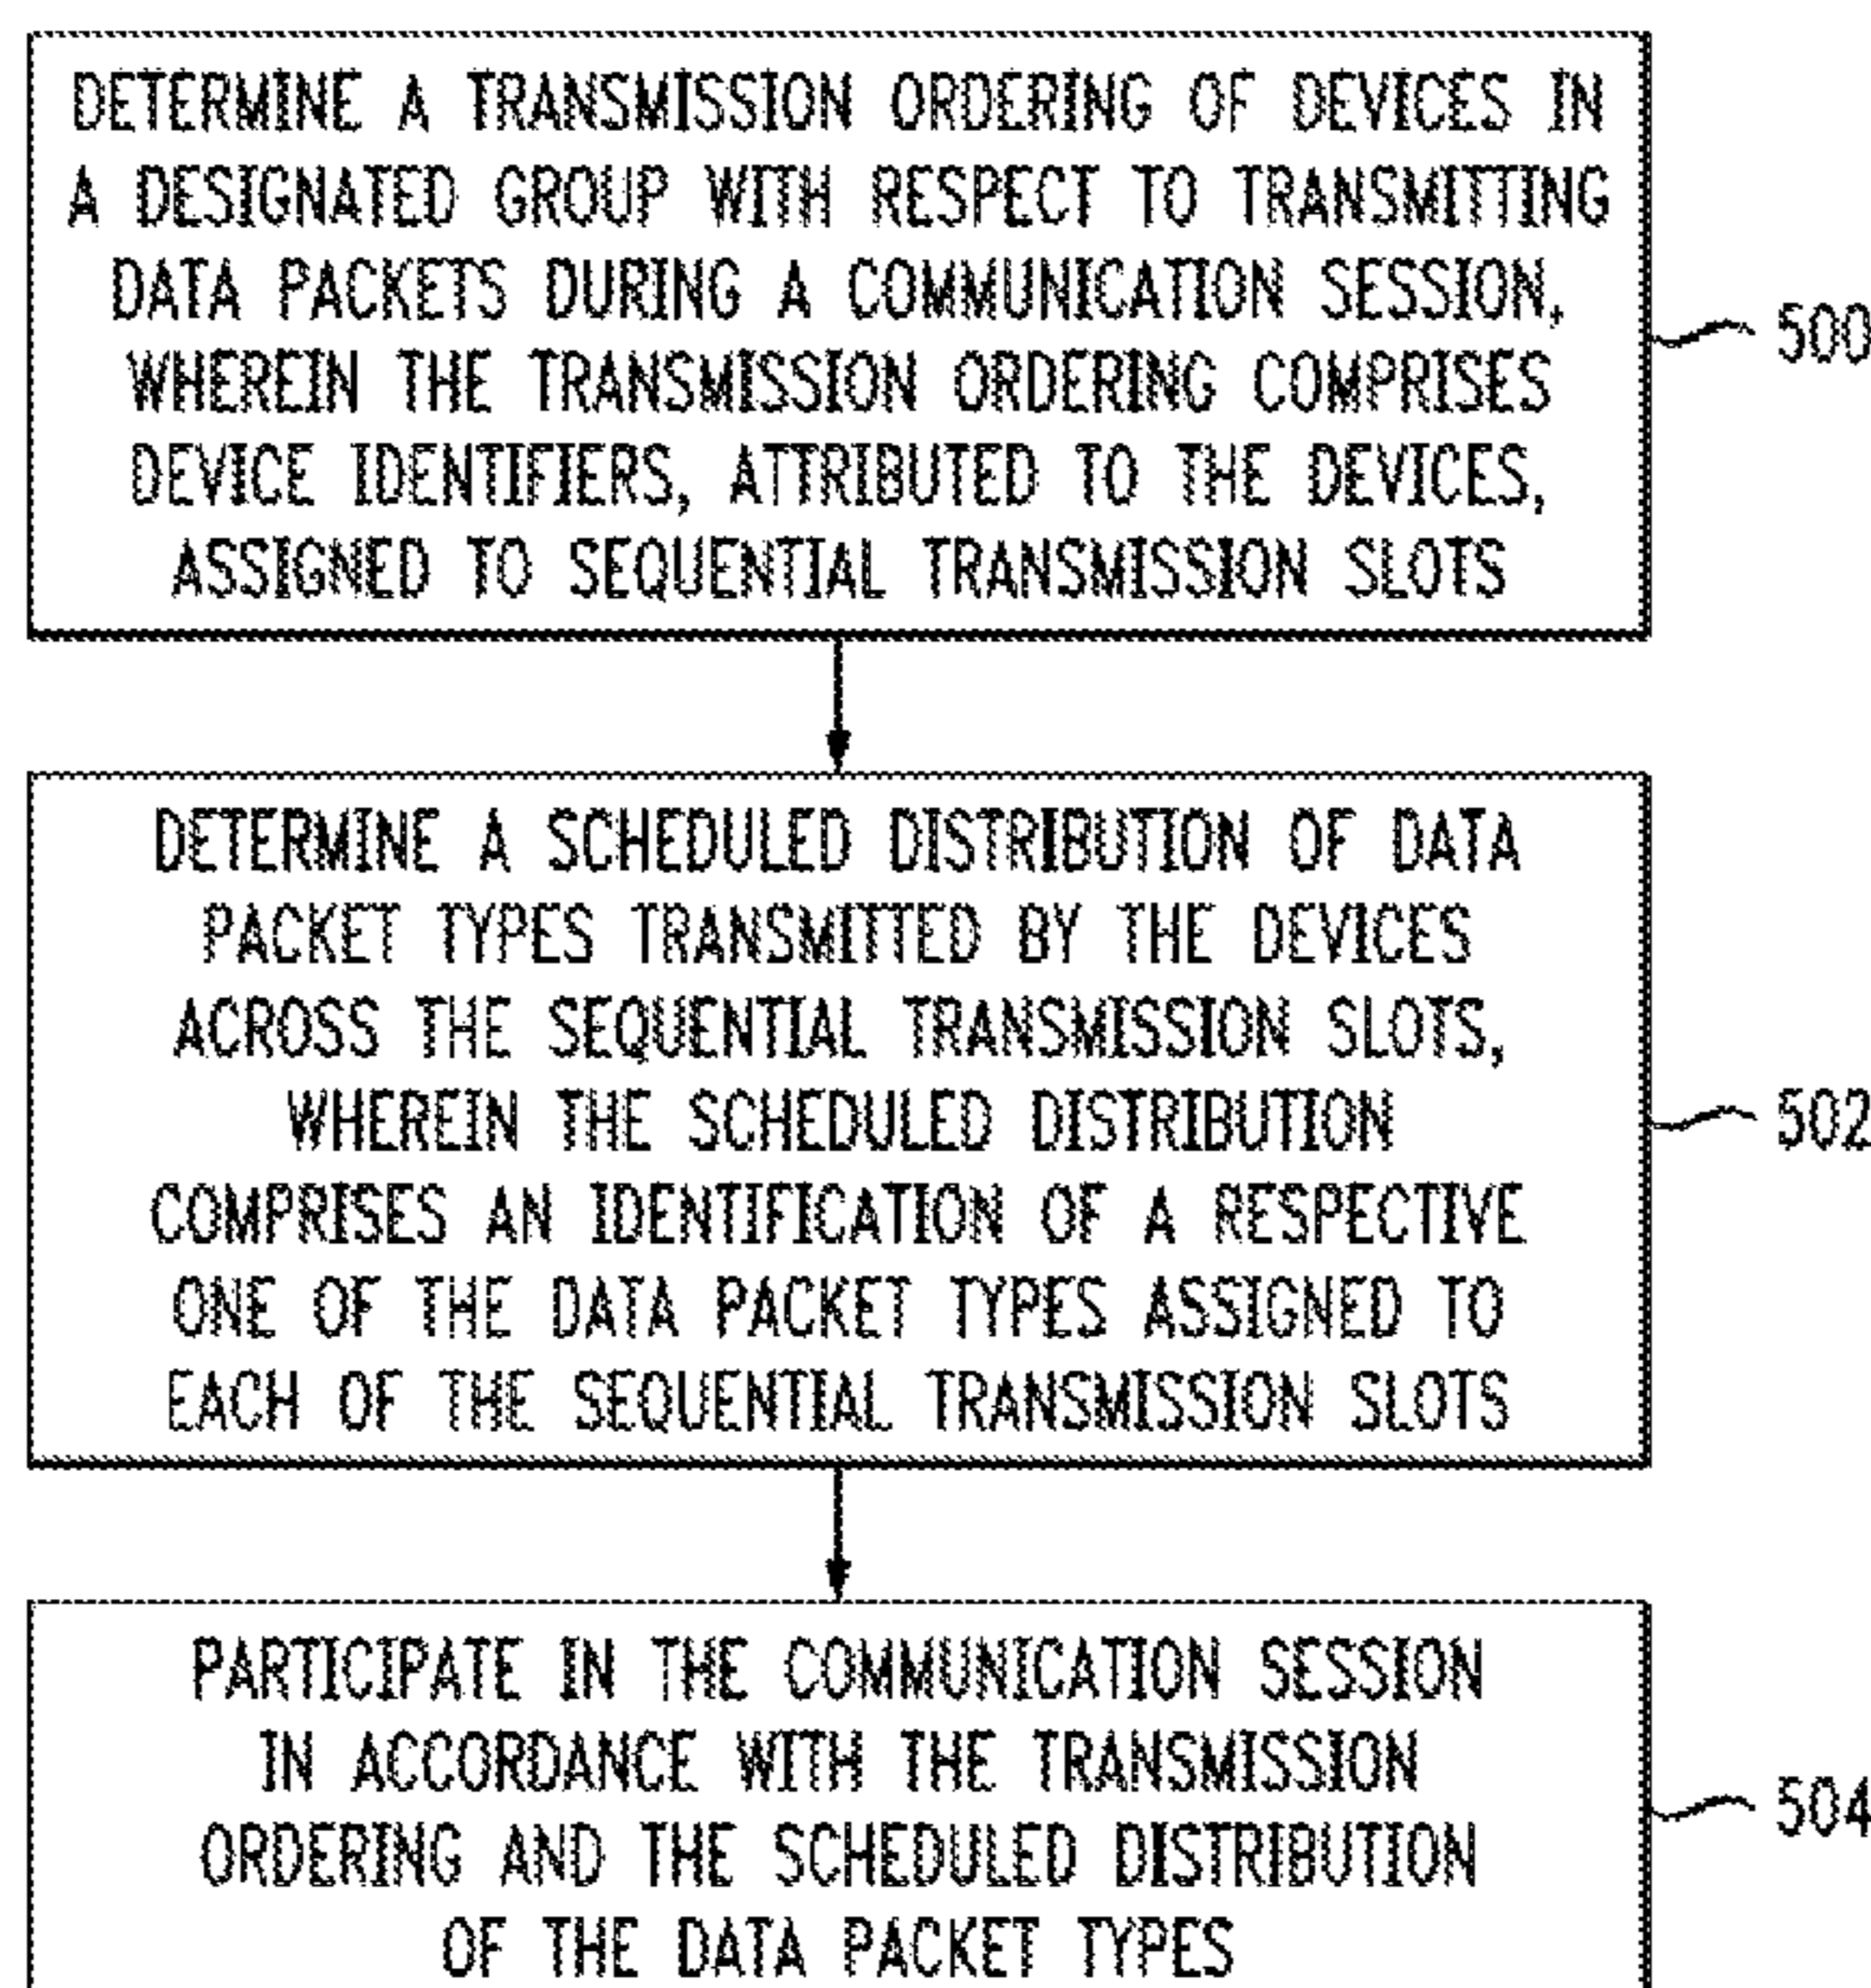 DETERMINE A TRANSMISSION ORDERING OF DEVICES IN
A DESIGNATED GROUP WITH RESPECT TO TRANSMITTING
DATA PACKETS DURING A COMMUNICATION SESSION,
WHEREIN THE TRANSMISSION ORDERING COMPRISES
DEVICE IDENTIFIERS, ATTRIBUTED TO THE DEVICES,
ASSIGNED TO SEQUENTIAL TRANSMISSION SLOTS
500
DETERMINE A SCHEDULED DISTRIBUTION OF DATA
PACKET TYPES TRANSMITTED BY THE DEVICES
ACROSS THE SEQUENTIAL TRANSMISSION SLOTS,
WHEREIN THE SCHEDULED DISTRIBUTION
COMPRISES AN IDENTIFICATION OF A RESPECTIVE
ONE OF THE DATA PACKET TYPES ASSIGNED TO
EACH OF THE SEQUENTIAL TRANSMISSION SLOTS
502
PARTICIPATE IN THE COMMUNICATION SESSION
IN ACCORDANCE WITH THE TRANSMISSION
ORDERING AND THE SCHEDULED DISTRIBUTION
OF THE DATA PACKET TYPES
504